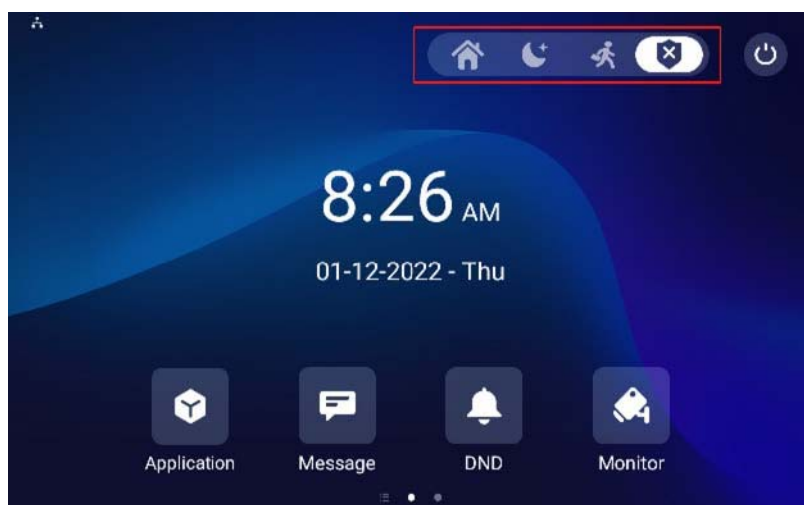 8:26 AM
01-12-2022 - Thu
Application Message DND Monitor